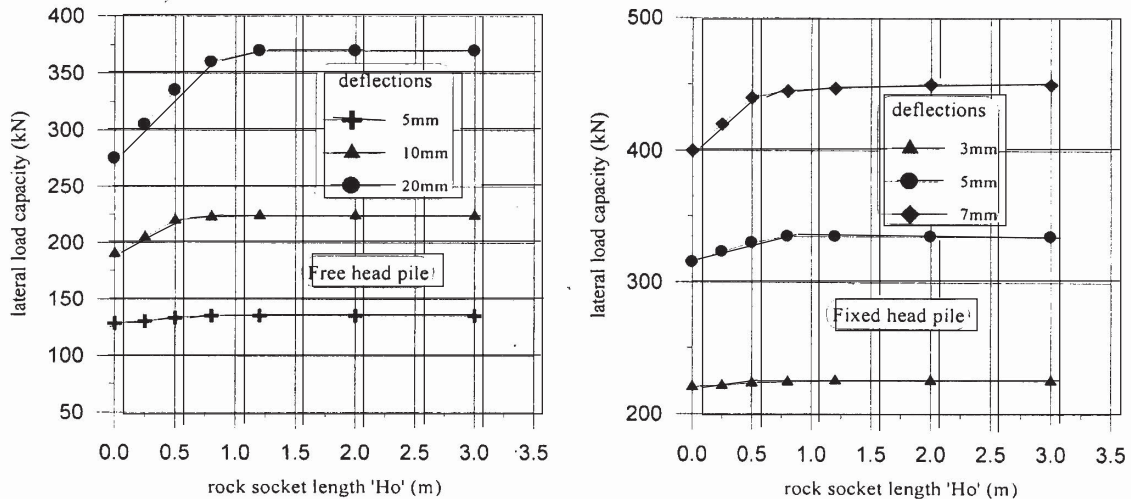 400
350
300
250
200
150
100
50
lateral load capacity (kN)
deflections
5mm
10mm
20mm
Free head pile
0.0 0.5 1.0 1.5 2.0 2.5 3.0 3.5
rock socket length 'Ho' (m)
500
400
300
200
lateral load capacity (kN)
deflections
3mm
5mm
7mm
Fixed head pile
0.0 0.5 1.0 1.5 2.0 2.5 3.0 3.5
rock socket length 'Ho' (m)